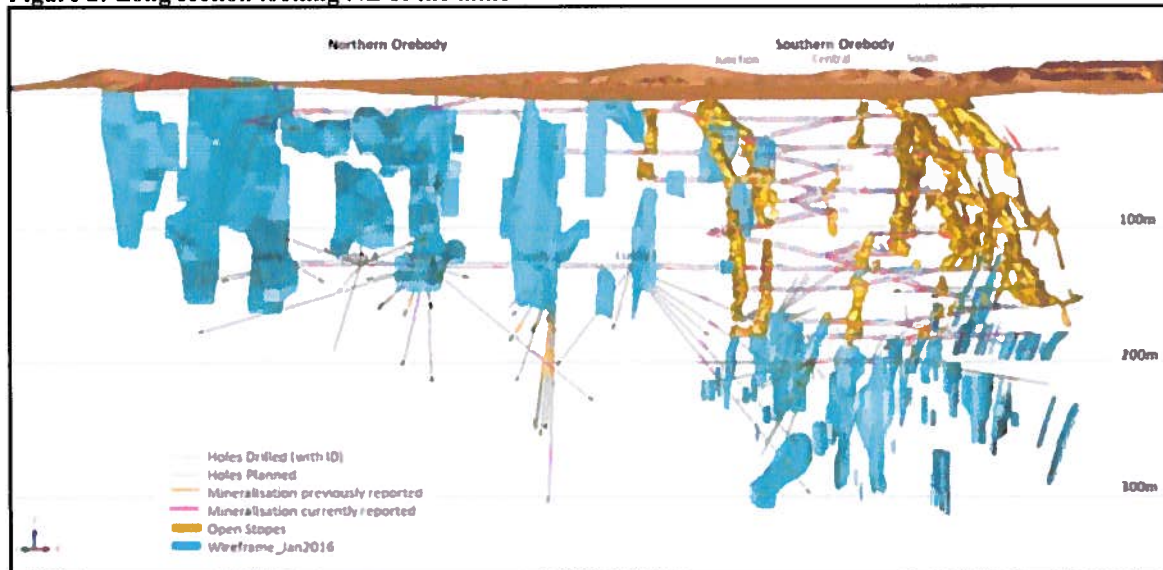 Northern Orebody
Southern Orebody
Junction
Central
South
100m
200m
300m
Holes Drilled (with ID)
Holes Planned
Mineralisation previously reported
Mineralisation currently reported
Open Stopes
Wireframe_Jan2016